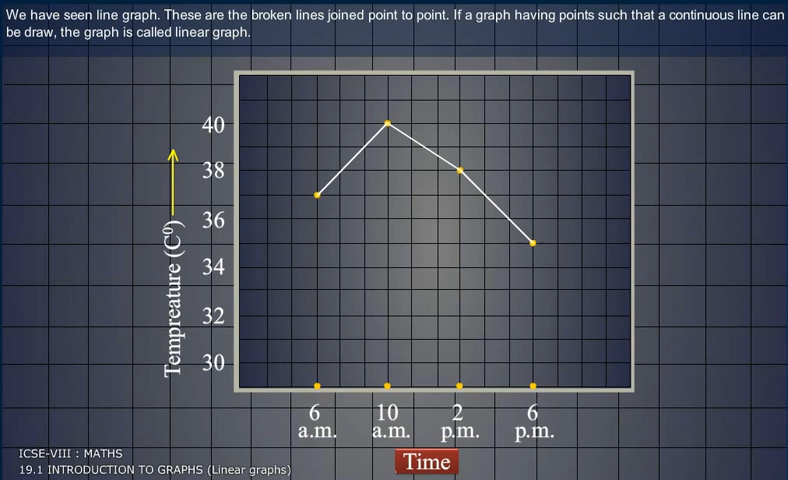 We have seen line graph. These are the broken lines joined point to point. If a graph having points such that a continuous line can
be draw, the graph is called linear graph.
40
38
36
34
32
30
Tempreature (C⁰)
6 a.m.
10 a.m.
2 p.m.
6 p.m.
Time
ICSE-VIII : MATHS
19.1 INTRODUCTION TO GRAPHS (Linear graphs)